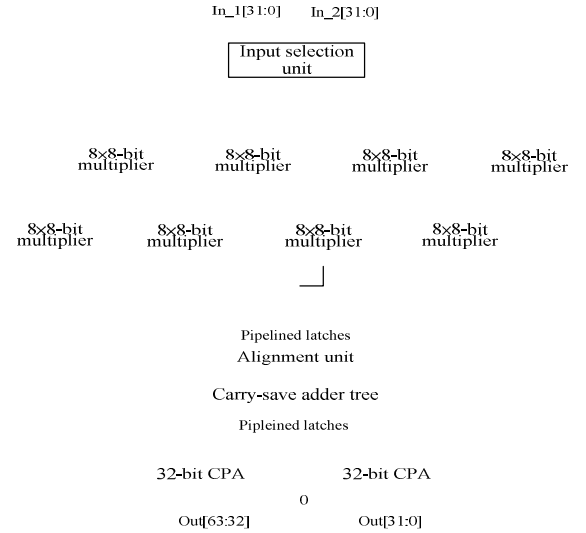 In_1[31:0] In_2[31:0]
Input selection
unit
8×8-bit 8×8-bit 8×8-bit 8×8-bit
multiplier multiplier multiplier multiplier
8×8-bit 8×8-bit 8×8-bit 8×8-bit
multiplier multiplier multiplier multiplier
Pipelined latches
Alignment unit
Carry-save adder tree
Pipleined latches
32-bit CPA 32-bit CPA
0
Out[63:32] Out[31:0]